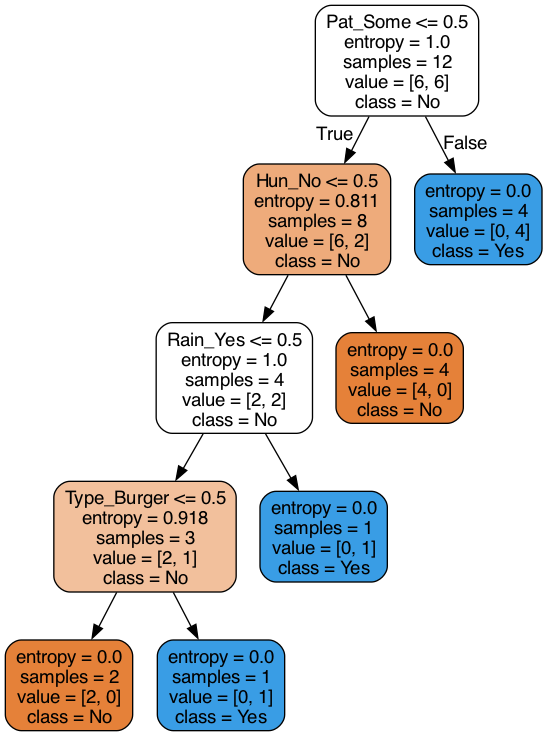 Pat_Some <= 0.5
entropy = 1.0
samples = 12
value = [6, 6]
class = No
True
False
Hun_No <= 0.5
entropy = 0.811
samples = 8
value = [6, 2]
class = No
entropy = 0.0
samples = 4
value = [0, 4]
class = Yes
Rain_Yes <= 0.5
entropy = 1.0
samples = 4
value = [2, 2]
class = No
entropy = 0.0
samples = 4
value = [4, 0]
class = No
Type_Burger <= 0.5
entropy = 0.918
samples = 3
value = [2, 1]
class = No
entropy = 0.0
samples = 1
value = [0, 1]
class = Yes
entropy = 0.0
samples = 2
value = [2, 0]
class = No
entropy = 0.0
samples = 1
value = [0, 1]
class = Yes